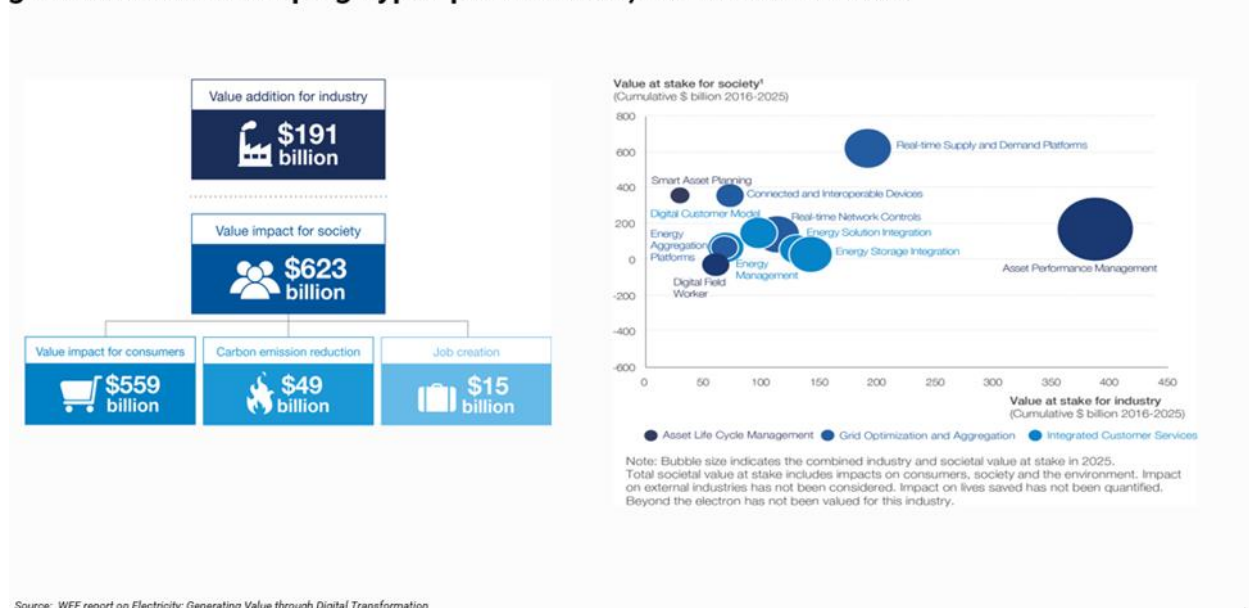 Value addition for industry
$191
billion
Value impact for society
$623
billion
Value impact for consumers
$559
billion
Carbon emission reduction
$49
billion
Job creation
$15
billion
Value at stake for society¹
(Cumulative $ billion 2016-2025)
800
600
400
200
0
-200
-400
-600
Real-time Supply and Demand Platforms
Smart Asset Planning
Connected and Interoperable Devices
Digital Customer Model
Real-time Network Controls
Energy
Aggregation
Platforms
Energy Solution Integration
Energy Storage Integration
Energy
Management
Asset Performance Management
Digital Field
Worker
0 50 100 150 200 250 300 350 400 450
Value at stake for industry
(Cumulative $ billion 2016-2025)
Asset Life Cycle Management Grid Optimization and Aggregation Integrated Customer Services
Note: Bubble size indicates the combined industry and societal value at stake in 2025.
Total societal value at stake includes impacts on consumers, society and the environment. Impact
on external industries has not been considered. Impact on lives saved has not been quantified.
Beyond the electron has not been valued for this industry.
Source: WEF report on Electricity: Generating Value through Digital Transformation